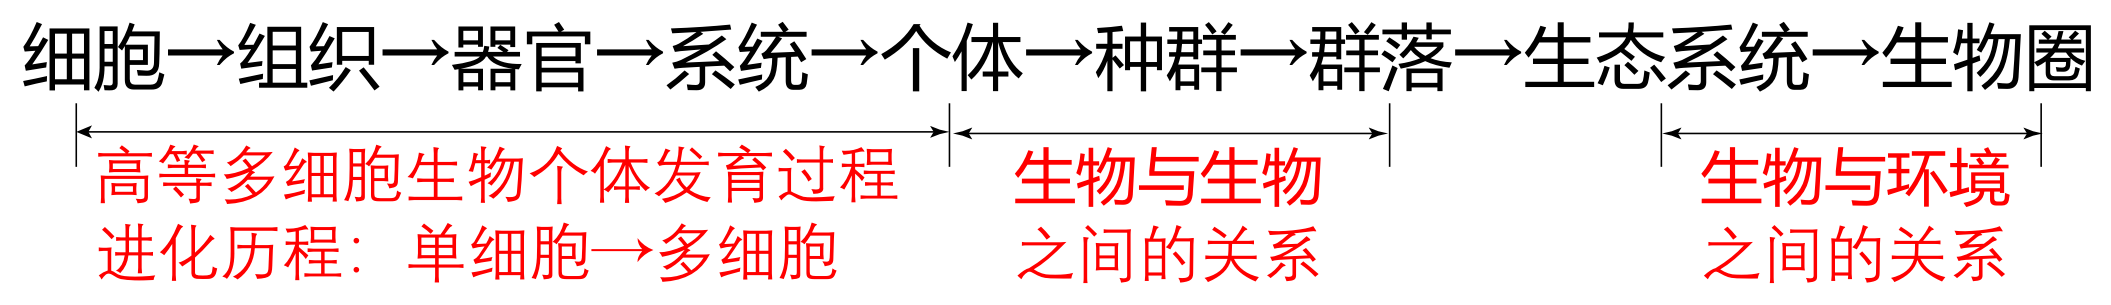 细胞→组织→器官→系统→个体→种群→群落→生态系统→生物圈
高等多细胞生物个体发育过程
进化历程：单细胞→多细胞
生物与生物
之间的关系
生物与环境
之间的关系